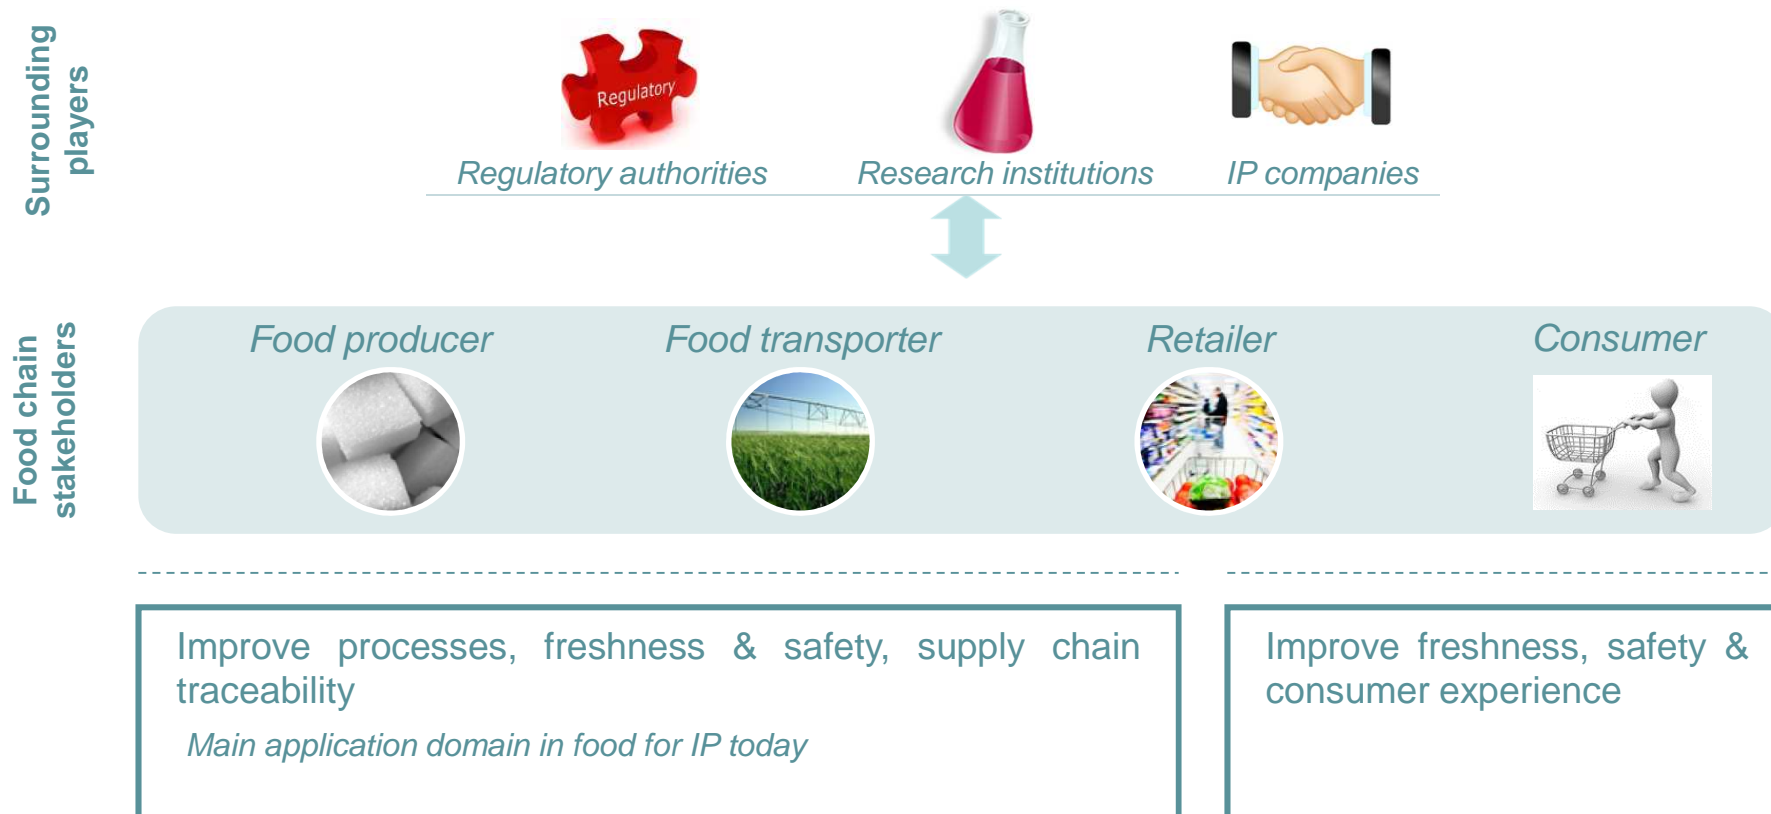 Surrounding
players
Regulatory
Regulatory authorities
Research institutions
IP companies
Food chain
stakeholders
Food producer
Food transporter
Retailer
Consumer
Improve processes, freshness & safety, supply chain
traceability
Main application domain in food for IP today
Improve freshness, safety &
consumer experience